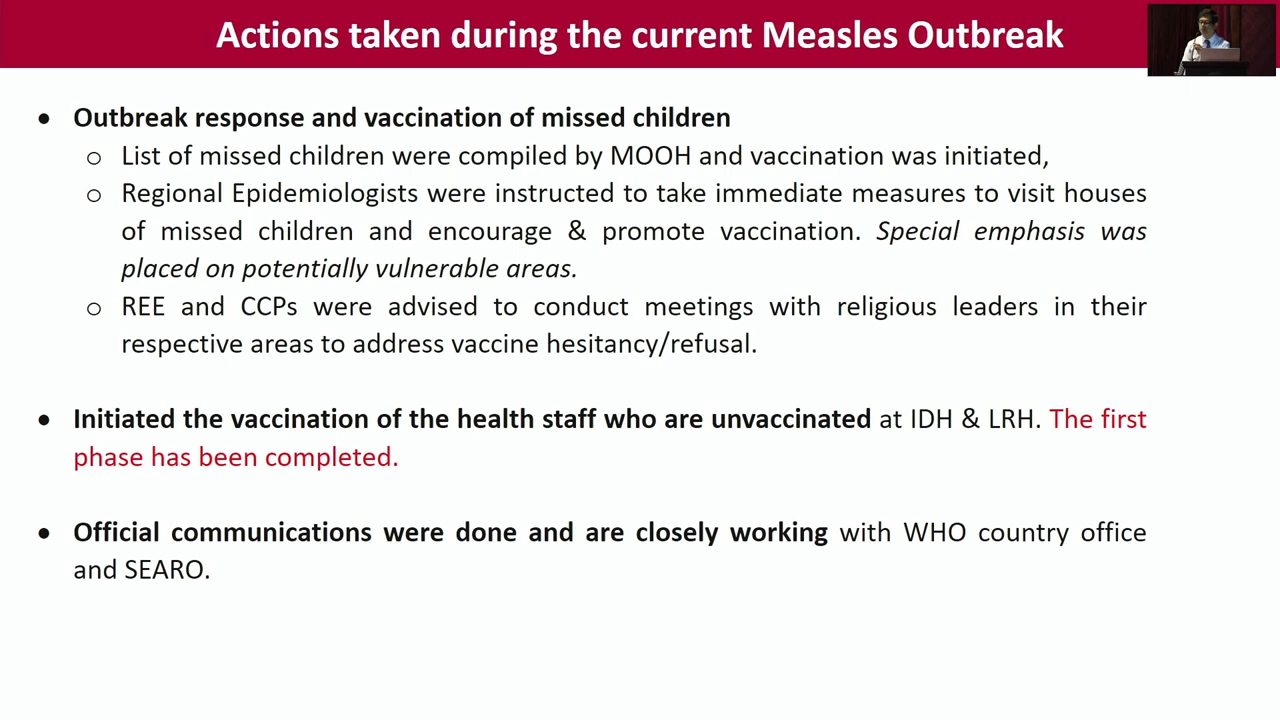 Actions taken during the current Measles Outbreak
● Outbreak response and vaccination of missed children
o List of missed children were compiled by MOOH and vaccination was initiated,
o Regional Epidemiologists were instructed to take immediate measures to visit houses
of missed children and encourage & promote vaccination. Special emphasis was
placed on potentially vulnerable areas.
o REE and CCPs were advised to conduct meetings with religious leaders in their
respective areas to address vaccine hesitancy/refusal.
● Initiated the vaccination of the health staff who are unvaccinated at IDH & LRH. The first
phase has been completed.
● Official communications were done and are closely working with WHO country office
and SEARO.